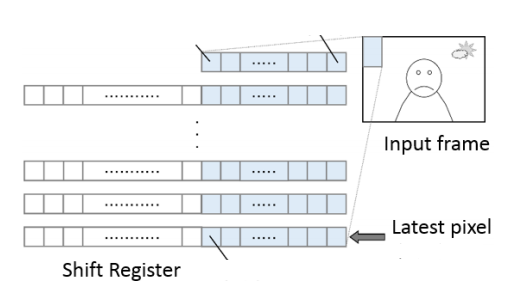 Input frame
Latest pixel
Shift Register